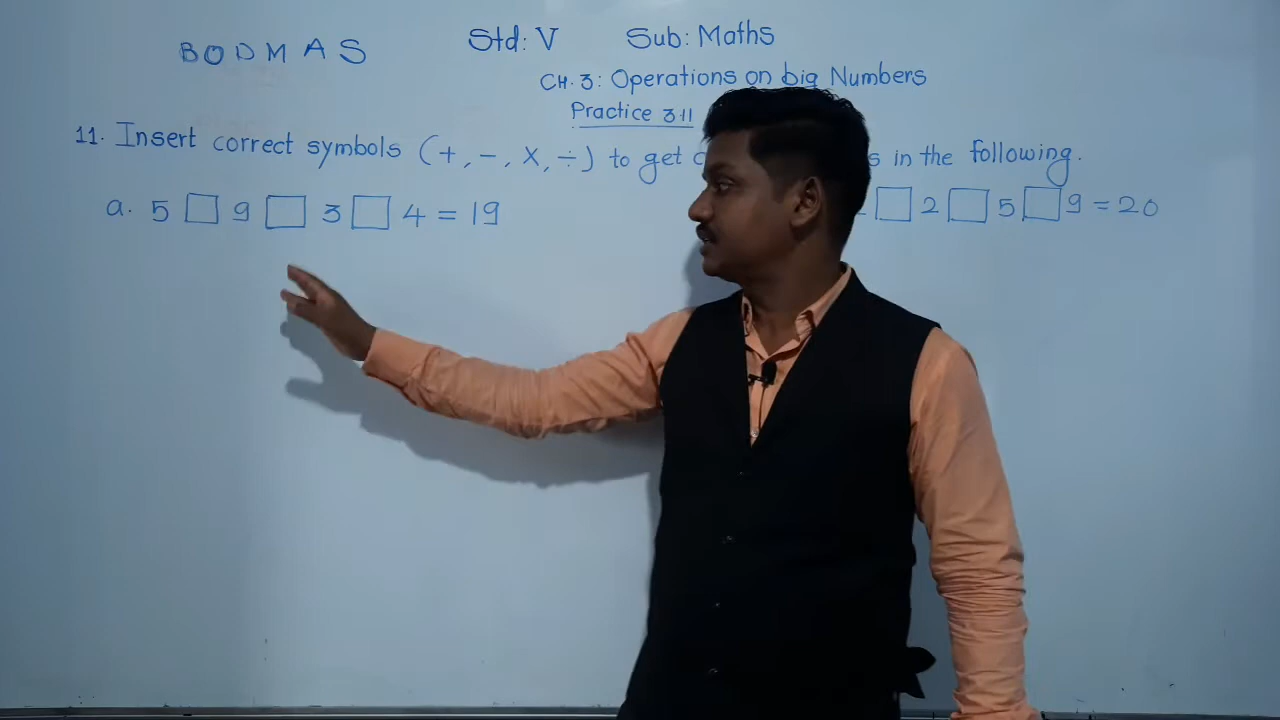 BODMAS
Std: V Sub: Maths
CH. 3: Operations on big Numbers
Practice 3.11
11. Insert correct symbols (+, -, X, ÷) to get in the following.
a. 5 □ 9 □ 3 □ 4 = 19
□ 2 □ 5 □ 9 = 20